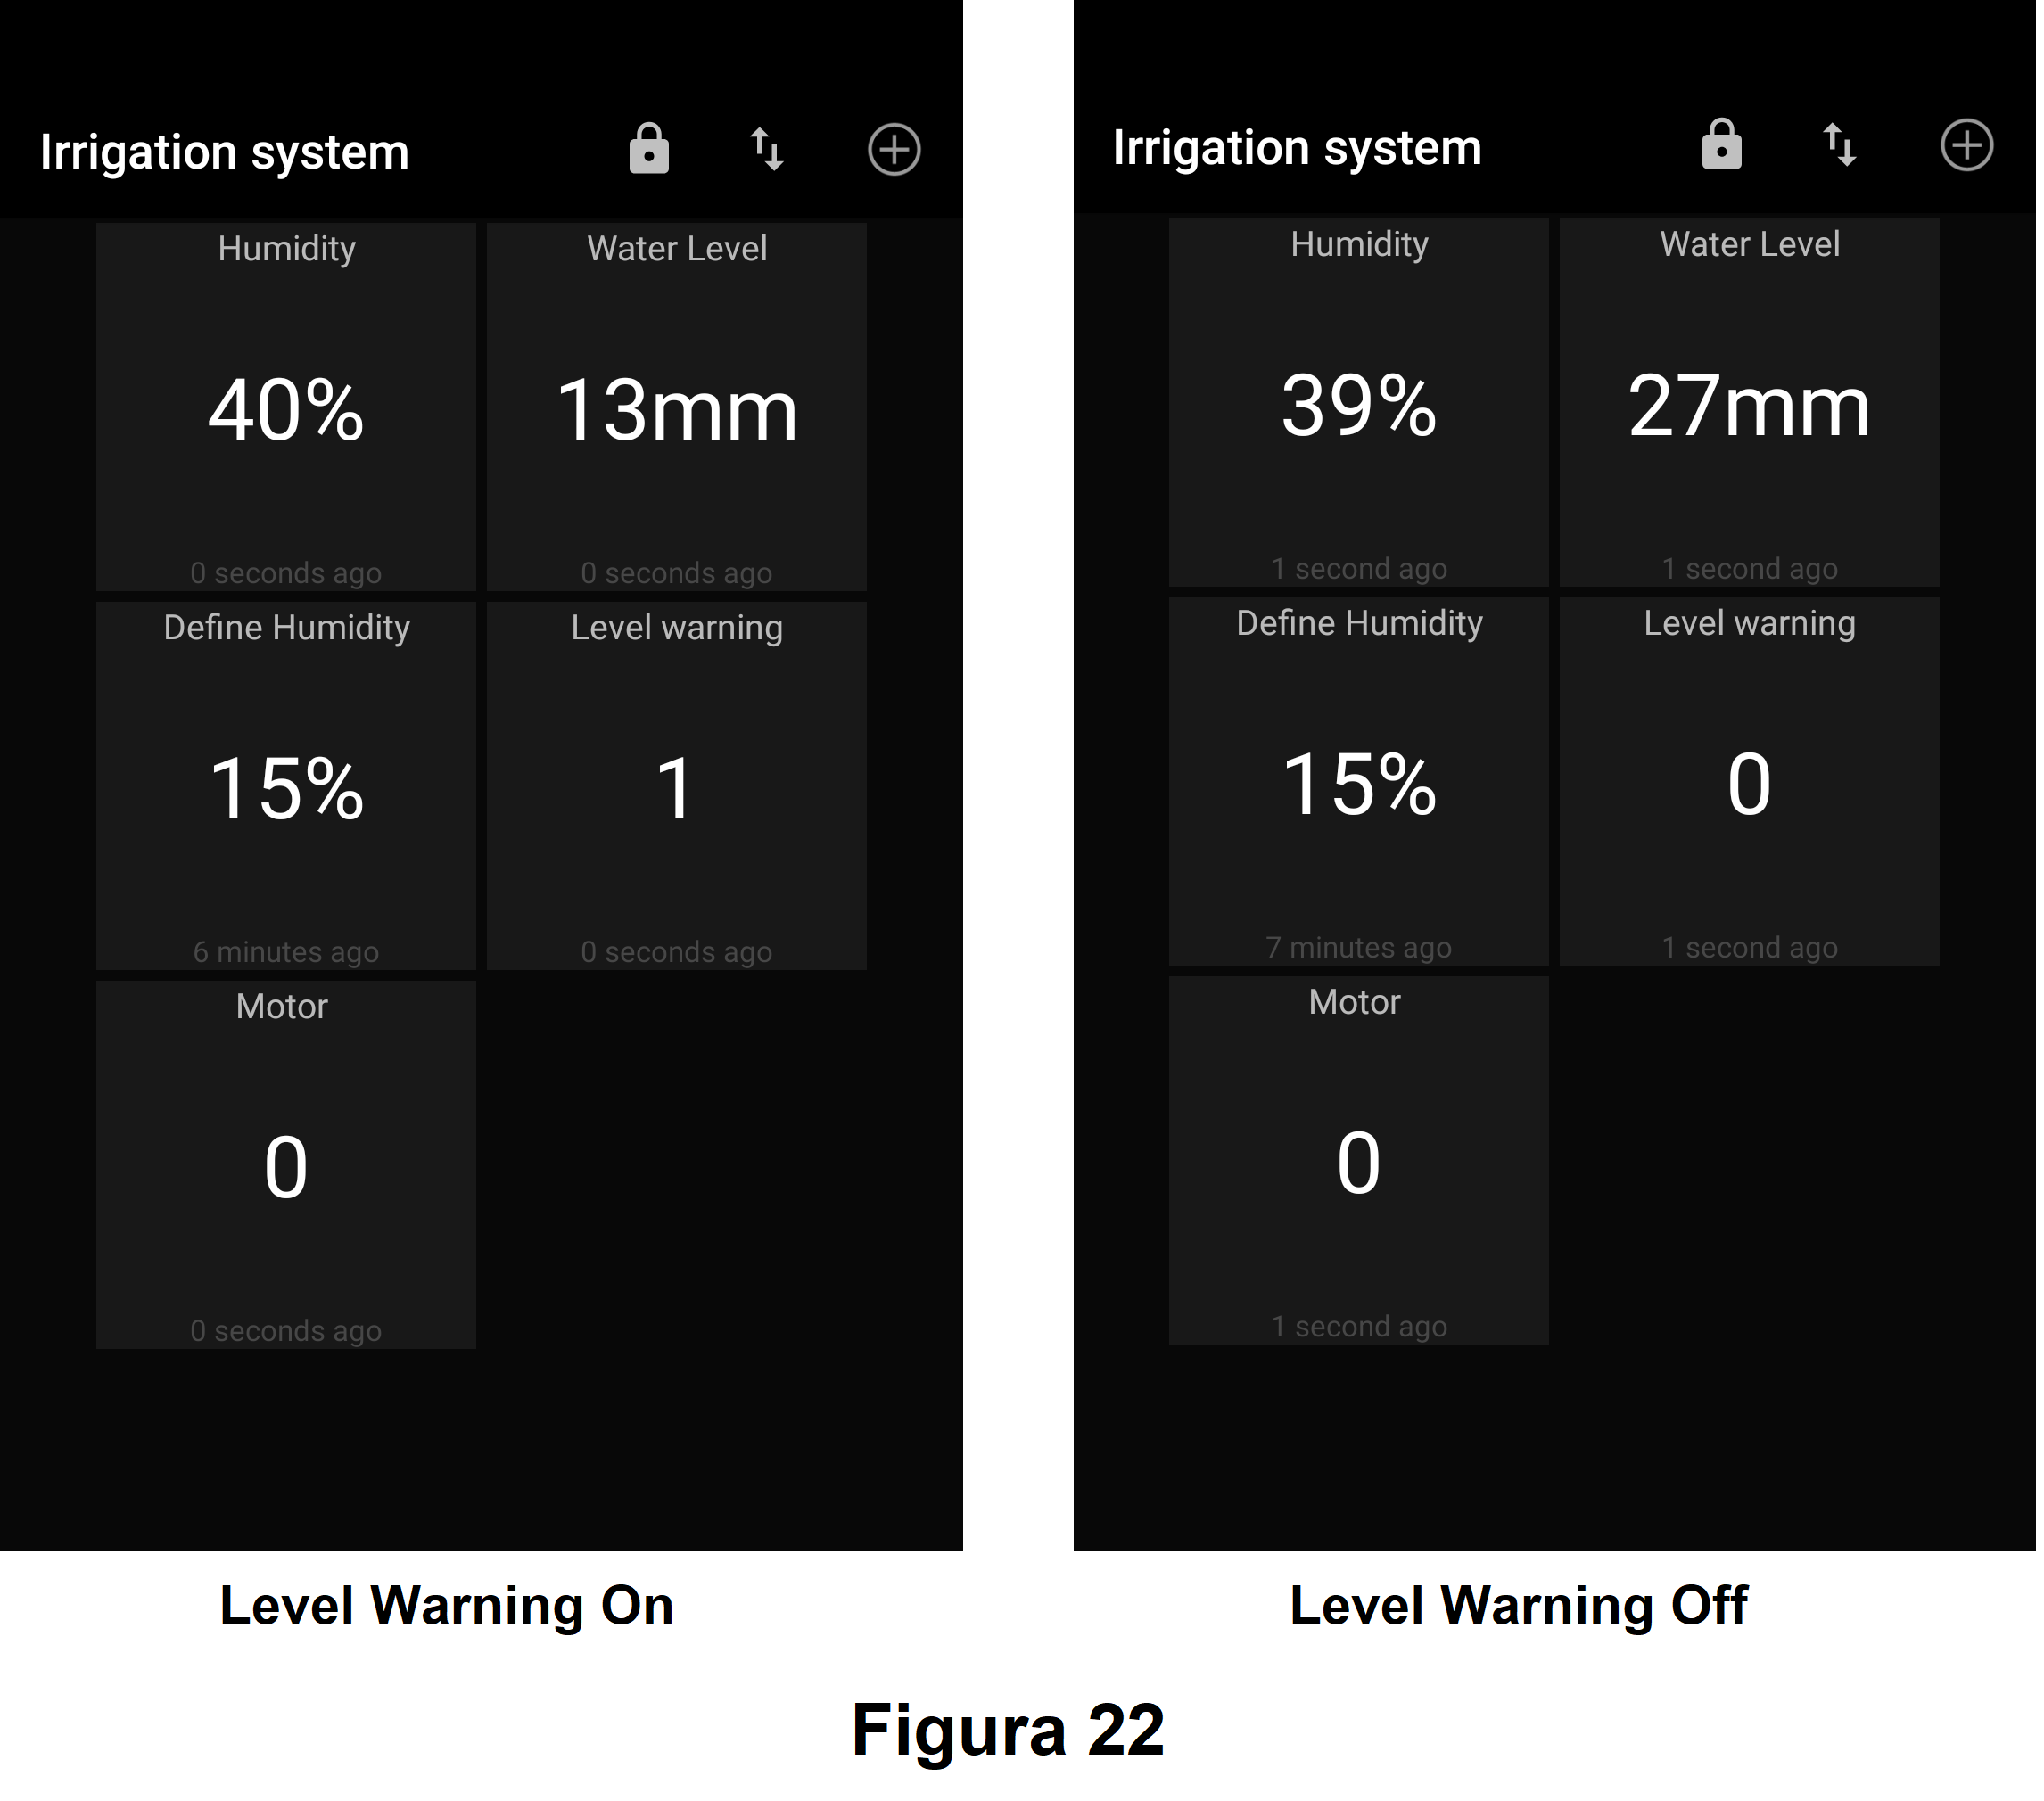 Irrigation system
Humidity
Water Level
40%
13mm
0 seconds ago
0 seconds ago
Define Humidity
Level warning
15%
1
6 minutes ago
0 seconds ago
Motor
0
0 seconds ago
Level Warning On
Irrigation system
Humidity
Water Level
39%
27mm
1 second ago
1 second ago
Define Humidity
Level warning
15%
0
7 minutes ago
1 second ago
Motor
0
1 second ago
Level Warning Off
Figura 22